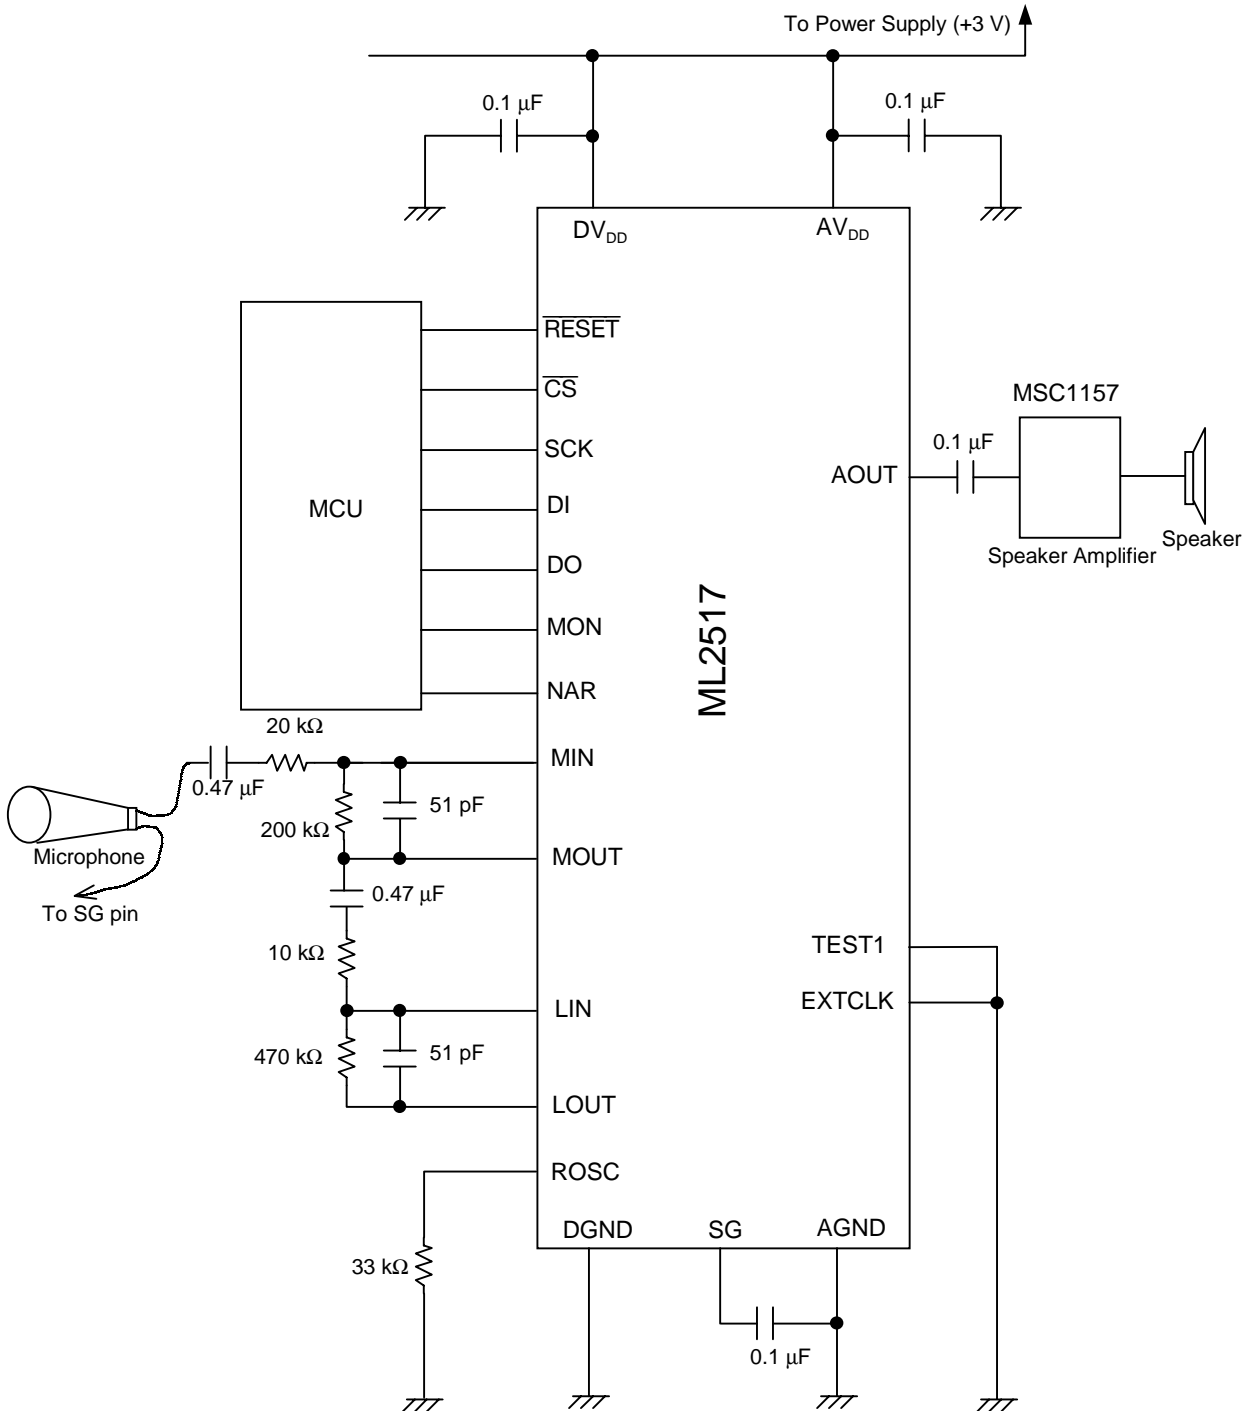 To Power Supply (+3 V)
0.1 μF
0.1 μF
DVDD
AVDD
RESET
CS
SCK
DI
DO
MON
NAR
MCU
MSC1157
0.1 μF
AOUT
Speaker Amplifier
Speaker
ML2517
20 kΩ
MIN
0.47 μF
51 pF
200 kΩ
Microphone
MOUT
To SG pin
0.47 μF
10 kΩ
TEST1
EXTCLK
LIN
470 kΩ
51 pF
LOUT
ROSC
DGND
SG
AGND
33 kΩ
0.1 μF